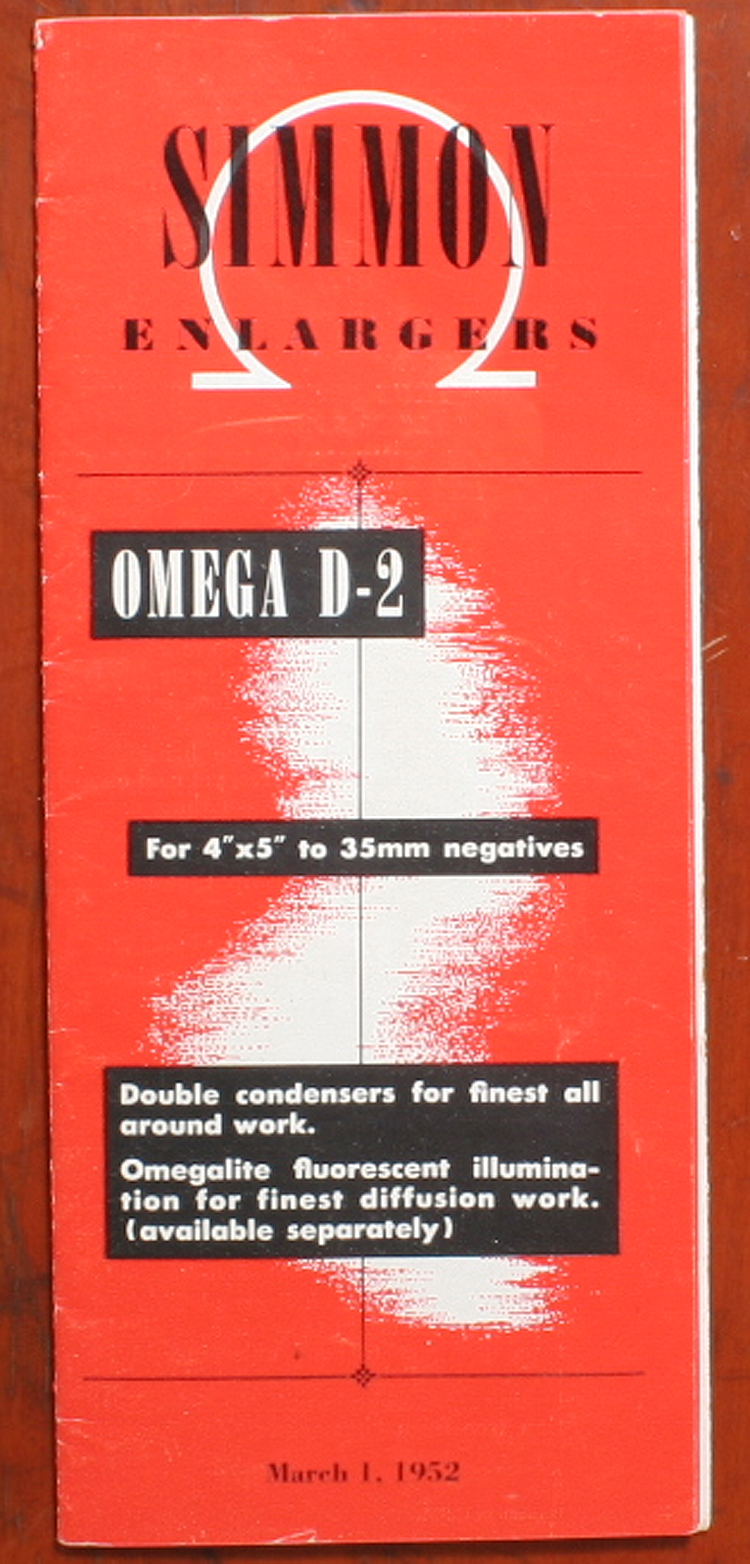 SIMMON
ENLARGERS
OMEGA D-2
For 4"x5" to 35mm negatives
Double condensers for finest all
around work.
Omegalite fluorescent illumina-
tion for finest diffusion work.
(available separately)
March 1, 1952